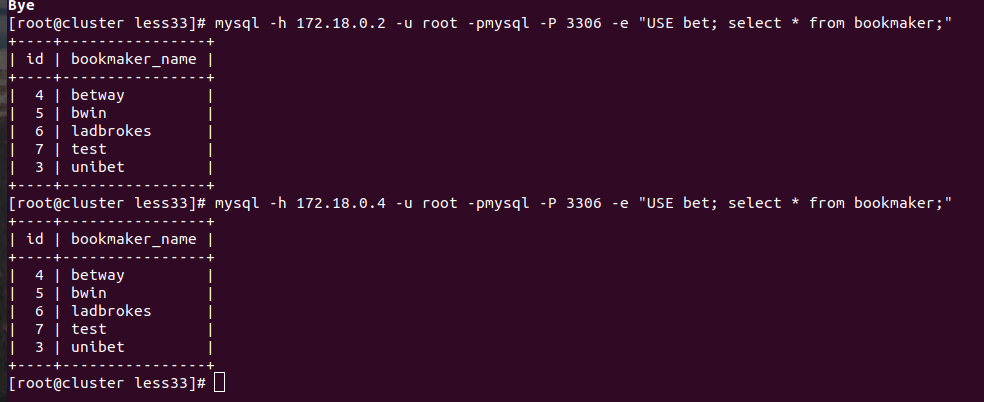 Bye
[root@cluster less33]# mysql -h 172.18.0.2 -u root -pmysql -P 3306 -e "USE bet; select * from bookmaker;"
+----+----------------+
| id | bookmaker_name |
+----+----------------+
|  4 | betway         |
|  5 | bwin           |
|  6 | ladbrokes      |
|  7 | test           |
|  3 | unibet         |
+----+----------------+
[root@cluster less33]# mysql -h 172.18.0.4 -u root -pmysql -P 3306 -e "USE bet; select * from bookmaker;"
+----+----------------+
| id | bookmaker_name |
+----+----------------+
|  4 | betway         |
|  5 | bwin           |
|  6 | ladbrokes      |
|  7 | test           |
|  3 | unibet         |
+----+----------------+
[root@cluster less33]#